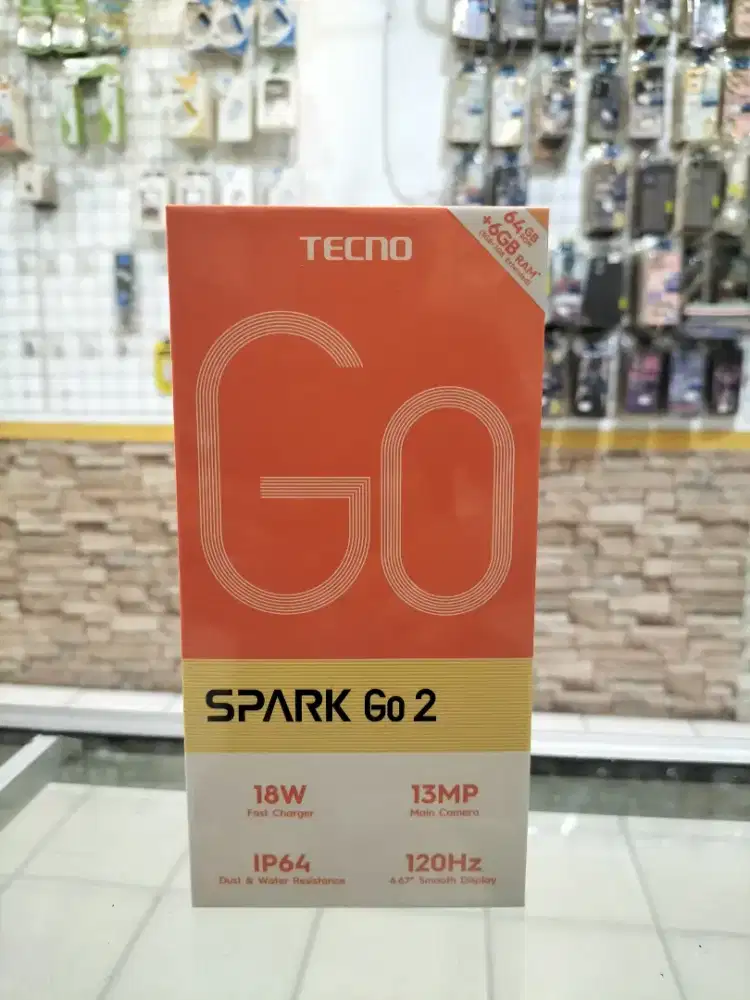 TECNO
64GB
ROM
+6GB RAM*
Go
SPARK Go 2
18W
Fast Charger
13MP
Main Camera
IP64
Dust & Water Resistance
120Hz
6.67" Smooth Display